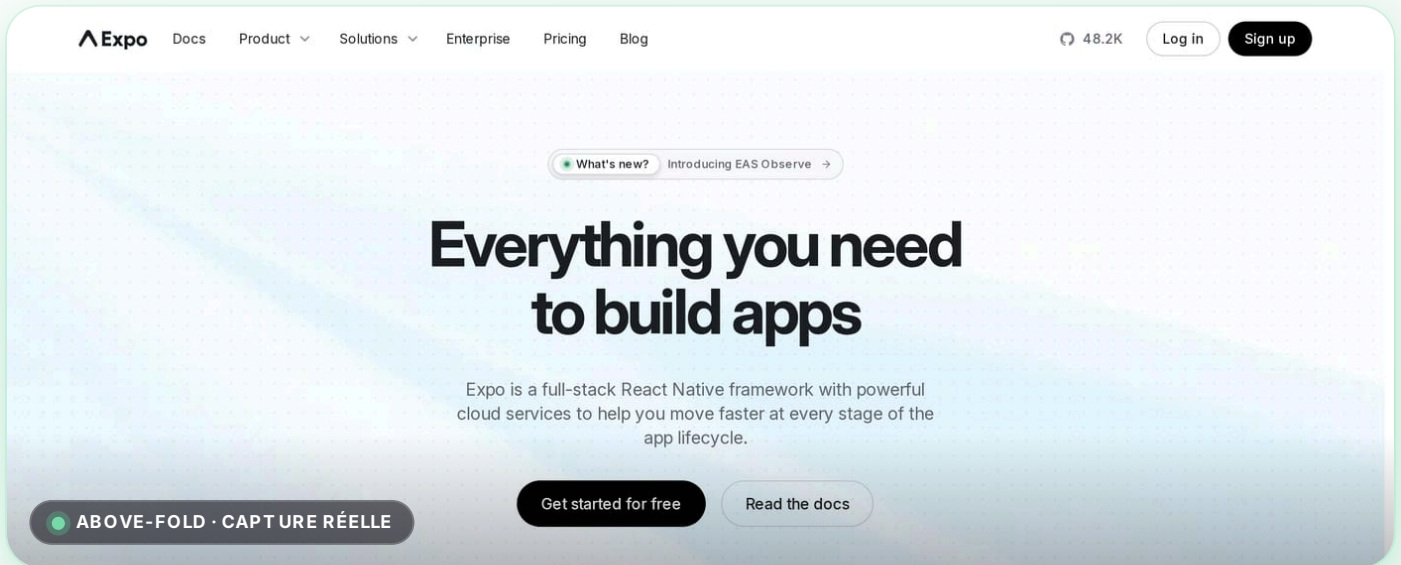 Expo Docs Product Solutions Enterprise Pricing Blog 48.2K Log in Sign up
What's new? Introducing EAS Observe →
Everything you need
to build apps
Expo is a full-stack React Native framework with powerful
cloud services to help you move faster at every stage of the
app lifecycle.
Get started for free Read the docs
ABOVE-FOLD · CAPTURE RÉELLE